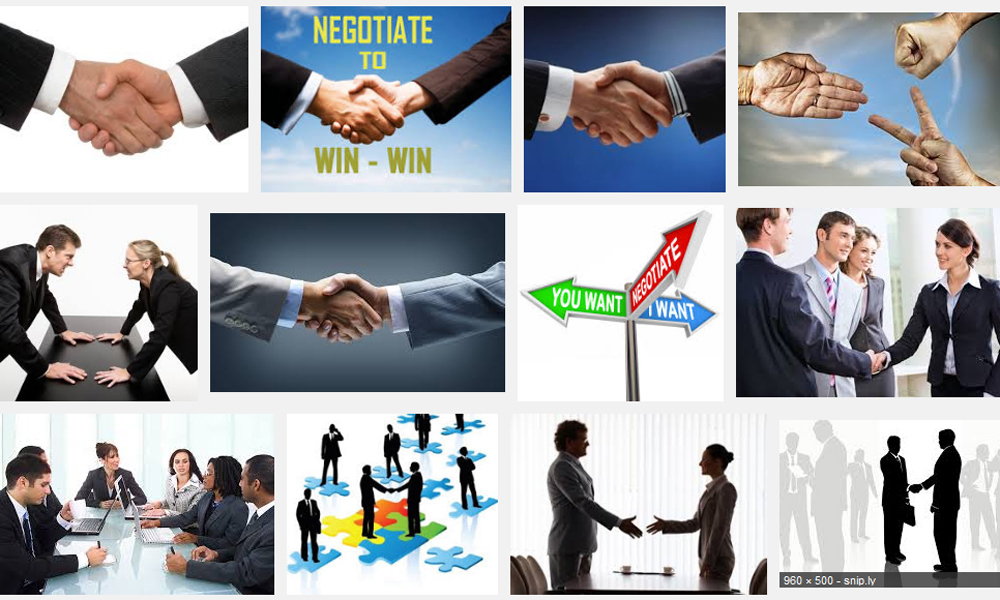 NEGOTIATE
TO
WIN - WIN
YOU WANT
NEGOTIATE
I WANT
960 × 500 - snip.ly